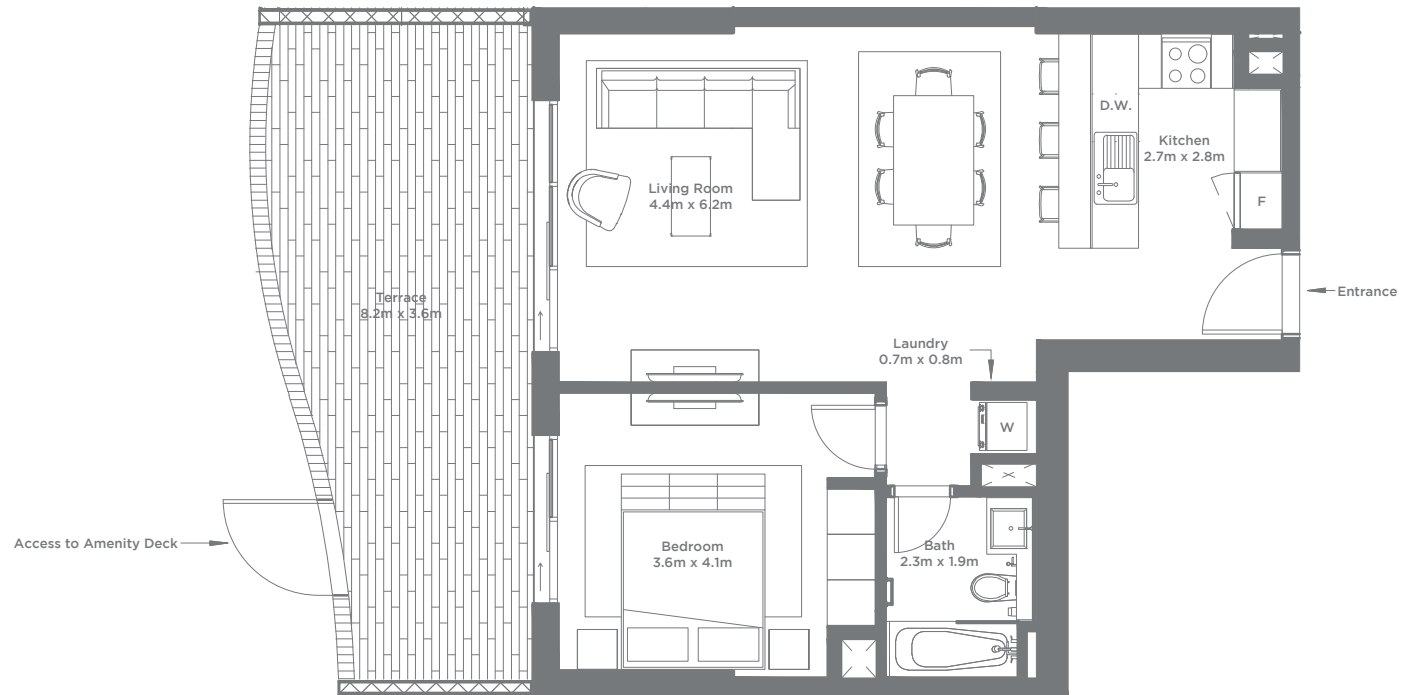 D.W.
Kitchen
2.7m x 2.8m
Living Room
4.4m x 6.2m
F
Terrace
8.2m x 3.6m
Entrance
Laundry
0.7m x 0.8m
W
Access to Amenity Deck
Bedroom
3.6m x 4.1m
Bath
2.3m x 1.9m